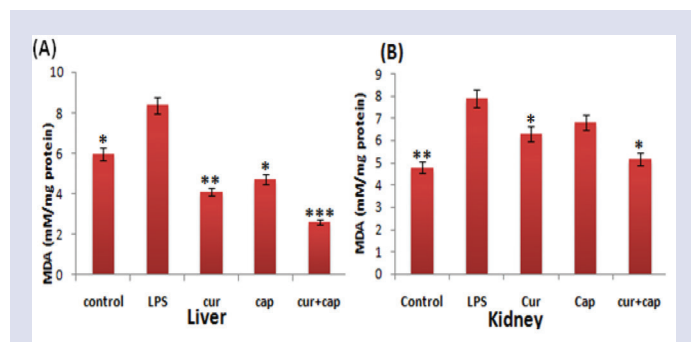 (A)
10
8
6
4
2
0
MDA (mM/mg protein)
*
**
*
***
control LPS cur cap cur+cap
Liver
(B)
9
8
7
6
5
4
3
2
1
0
MDA (mM/mg protein)
**
*
*
Control LPS Cur Cap cur+cap
Kidney